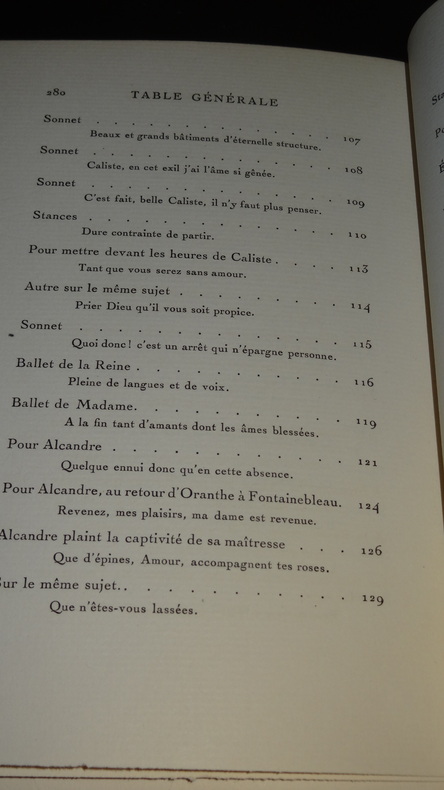 280 TABLE GÉNÉRALE
Sonnet . . . . . . . . . . . . 107
Beaux et grands bâtiments d'éternelle structure.
Sonnet . . . . . . . . . . . . 108
Caliste, en cet exil j'ai l'âme si gênée.
Sonnet . . . . . . . . . . . . 109
C'est fait, belle Caliste, il n'y faut plus penser.
Stances . . . . . . . . . . . . 110
Dure contrainte de partir.
Pour mettre devant les heures de Caliste . . . . 113
Tant que vous serez sans amour.
Autre sur le même sujet . . . . . . . . 114
Prier Dieu qu'il vous soit propice.
Sonnet . . . . . . . . . . . . 115
Quoi donc! c'est un arrêt qui n'épargne personne.
Ballet de la Reine . . . . . . . . . . 116
Pleine de langues et de voix.
Ballet de Madame. . . . . . . . . . 119
A la fin tant d'amants dont les âmes blessées.
Pour Alcandre . . . . . . . . . . . 121
Quelque ennui donc qu'en cette absence.
Pour Alcandre, au retour d'Oranthe à Fontainebleau. 124
Revenez, mes plaisirs, ma dame est revenue.
Alcandre plaint la captivité de sa maîtresse . . . 126
Que d'épines, Amour, accompagnent tes roses.
Sur le même sujet. . . . . . . . . . . 129
Que n'êtes-vous lassées.